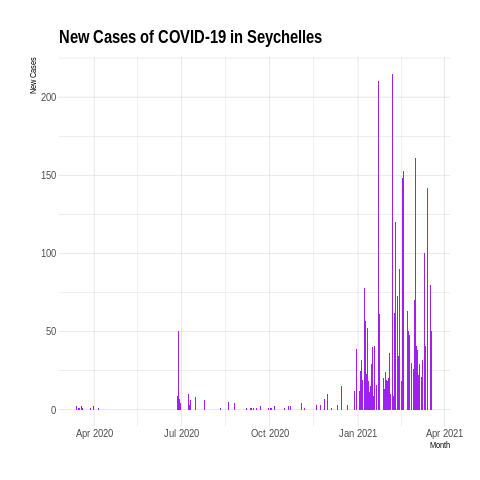 New Cases of COVID-19 in Seychelles
New Cases
200
150
100
50
0
Apr 2020 Jul 2020 Oct 2020 Jan 2021 Apr 2021
Month